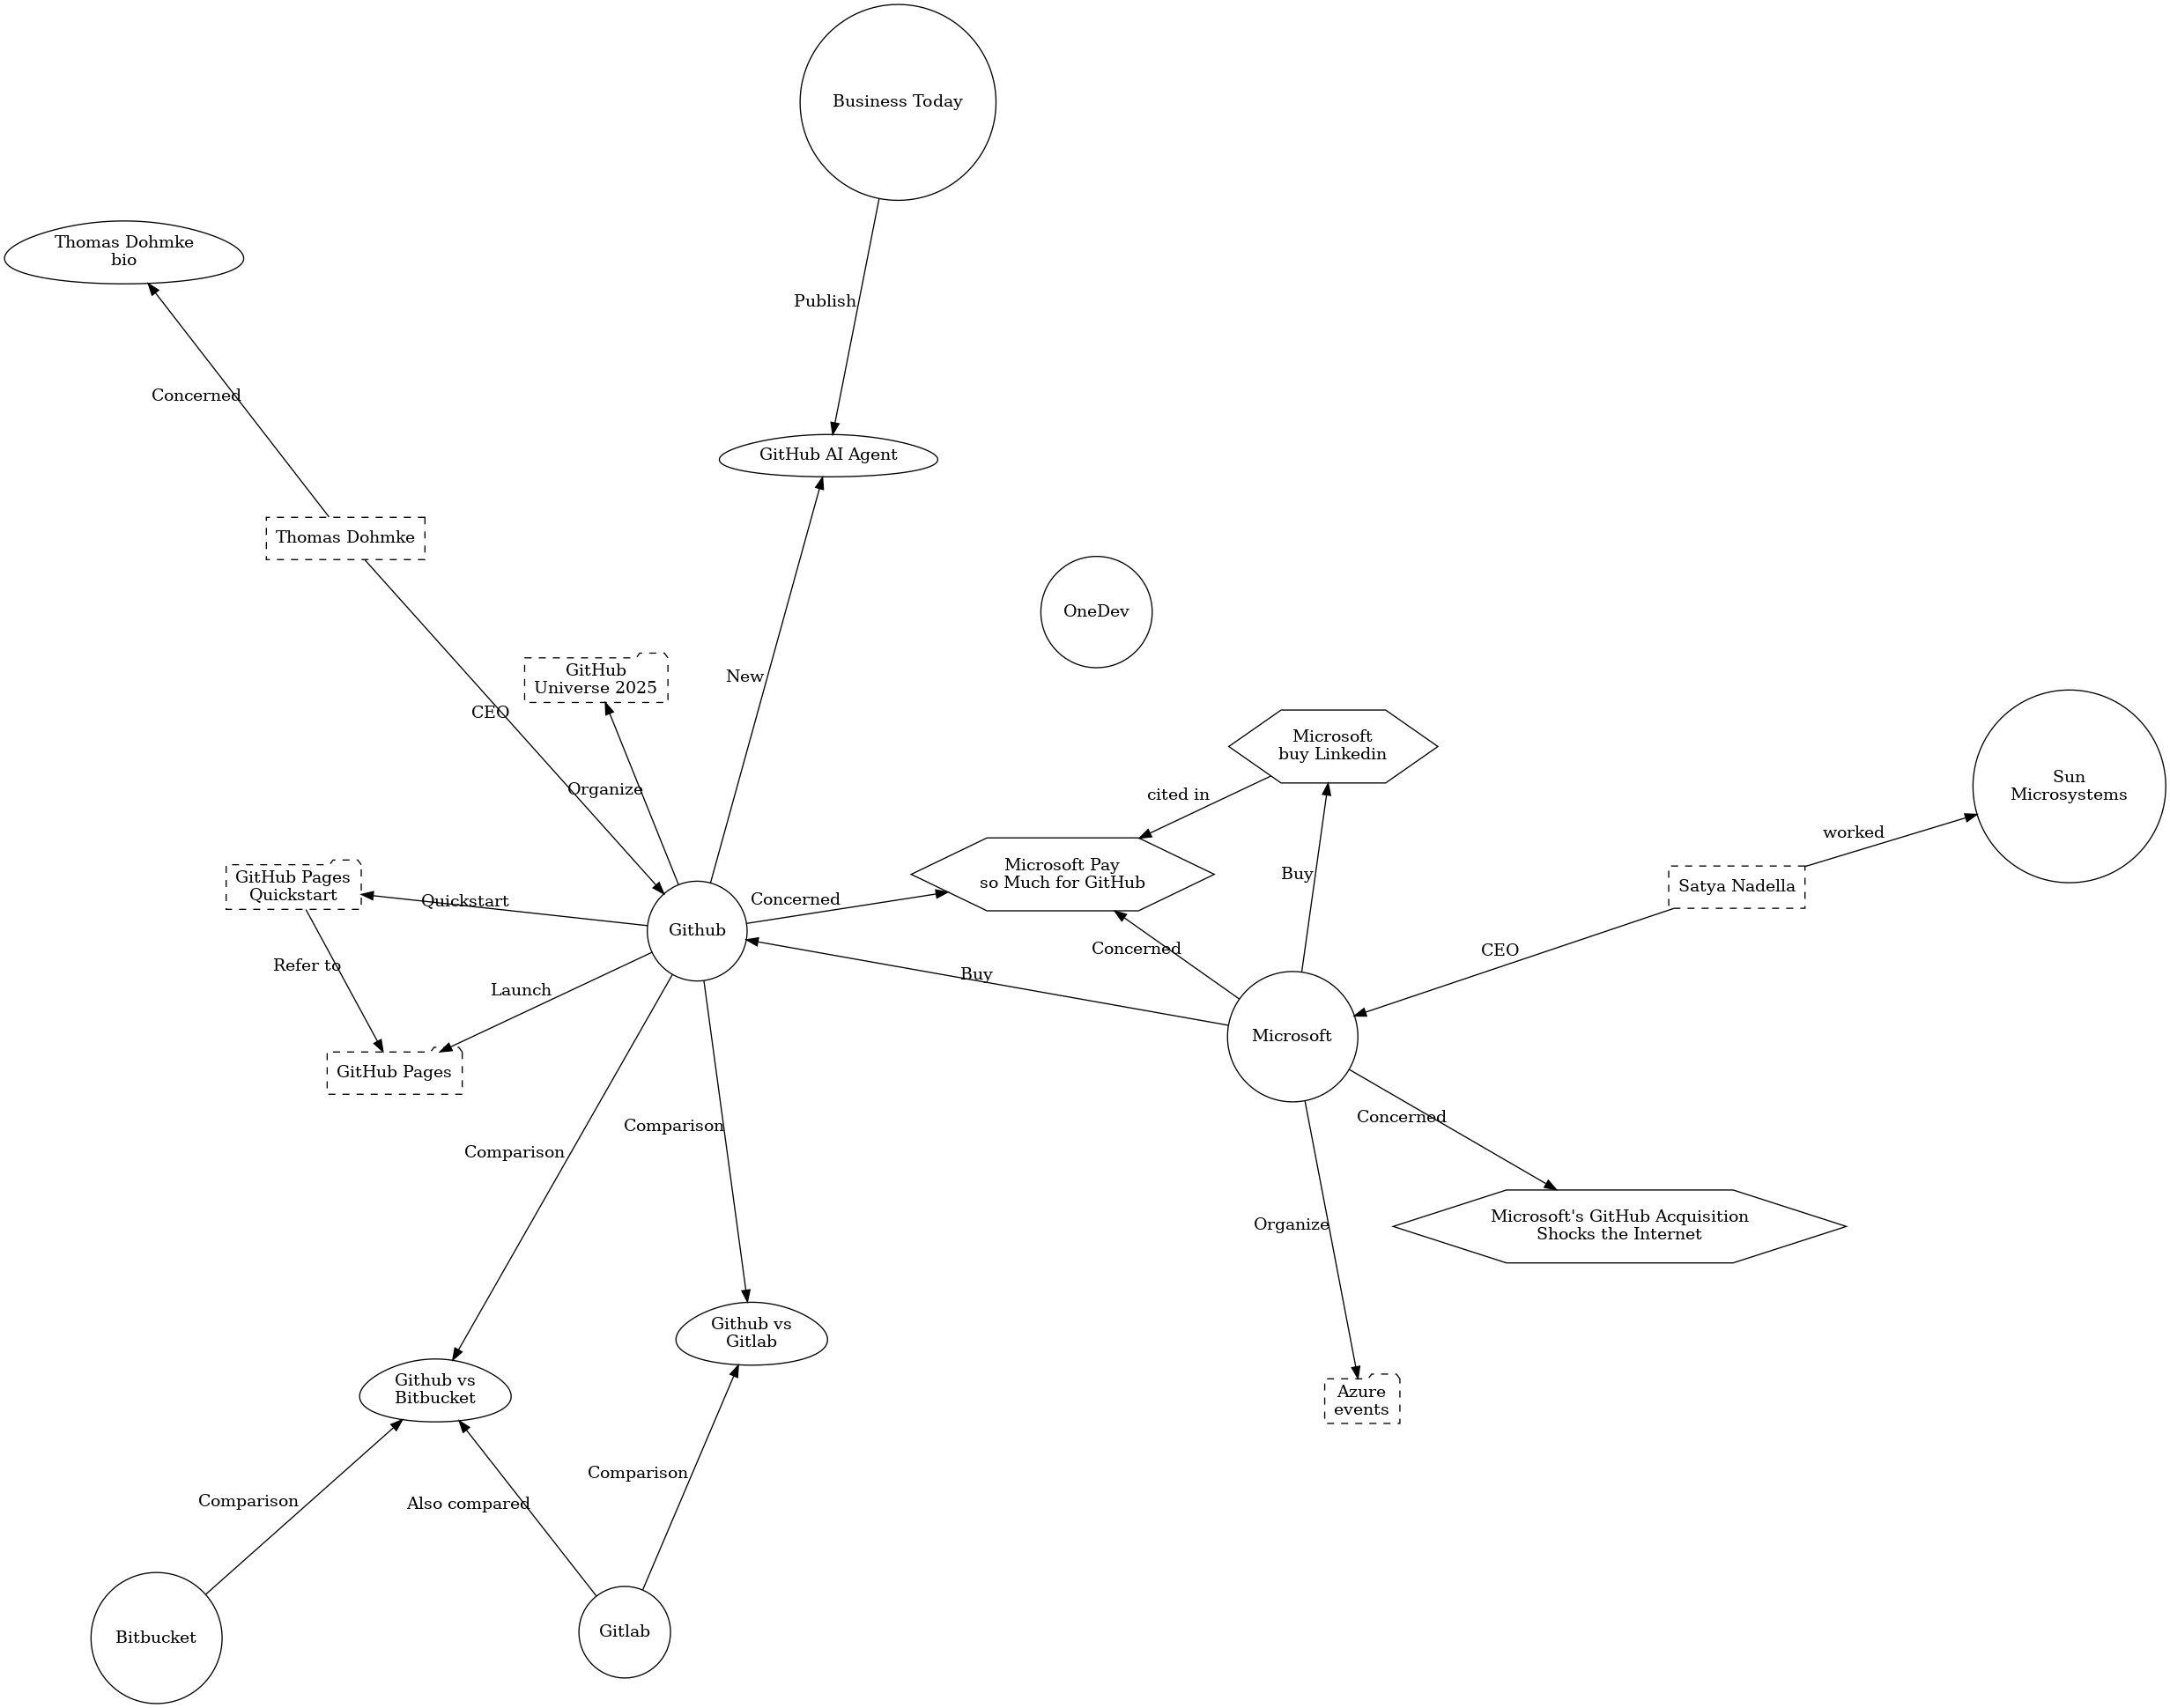 Business Today
Thomas Dohmke
bio
Publish
Concerned
GitHub AI Agent
Thomas Dohmke
OneDev
GitHub
Universe 2025
New
CEO
Microsoft
buy Linkedin
Sun
Microsystems
Organize
cited in
worked
Microsoft Pay
so Much for GitHub
Buy
GitHub Pages
Quickstart
Satya Nadella
Quickstart
Concerned
Github
Concerned
CEO
Refer to
Buy
Launch
Microsoft
GitHub Pages
Concerned
Comparison
Comparison
Microsoft's GitHub Acquisition
Shocks the Internet
Organize
Github vs
Gitlab
Github vs
Bitbucket
Azure
events
Comparison
Comparison
Also compared
Bitbucket
Gitlab